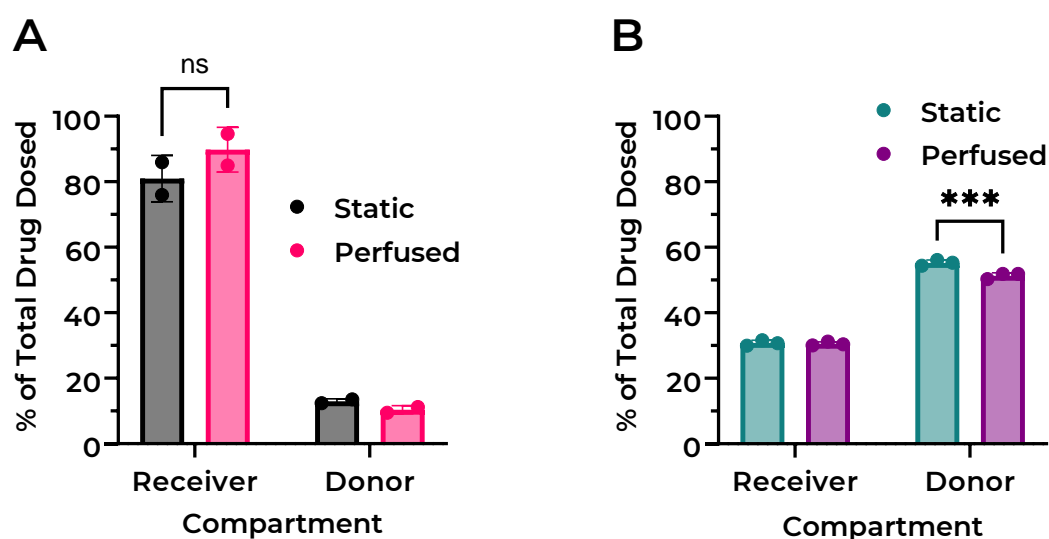 A
ns
% of Total Drug Dosed
100
80
60
40
20
0
Static
Perfused
Receiver Donor
Compartment
B
Static
Perfused
***
% of Total Drug Dosed
100
80
60
40
20
0
Receiver Donor
Compartment